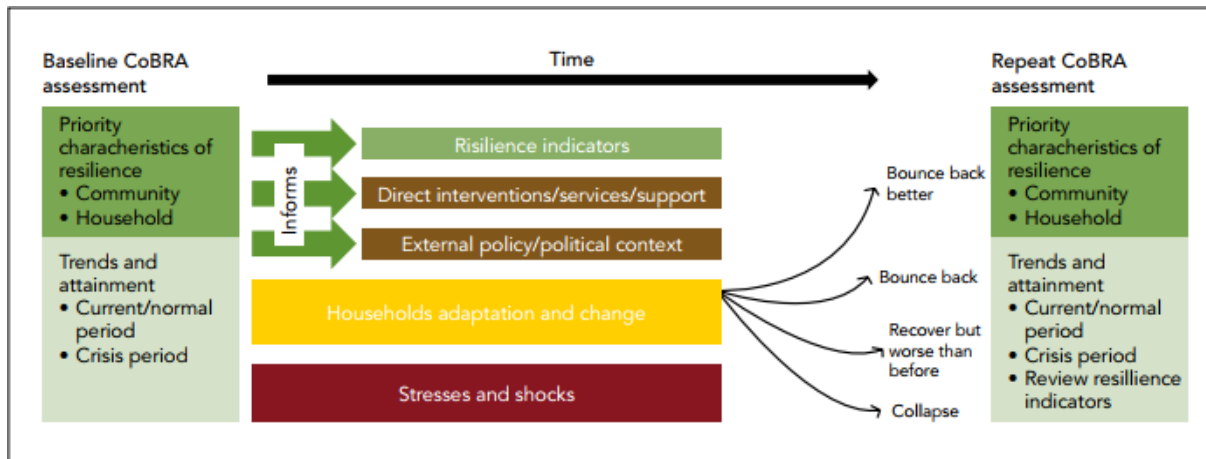 Baseline CoBRA
assessment
Time
Repeat CoBRA
assessment
Priority
characheristics of
resilience
• Community
• Household
Trends and
attainment
• Current/normal
period
• Crisis period
Informs
Risilience indicators
Direct interventions/services/support
External policy/political context
Households adaptation and change
Stresses and shocks
Bounce back
better
Bounce back
Recover but
worse than
before
Collapse
Priority
characheristics of
resilience
• Community
• Household
Trends and
attainment
• Current/normal
period
• Crisis period
• Review resillience
indicators